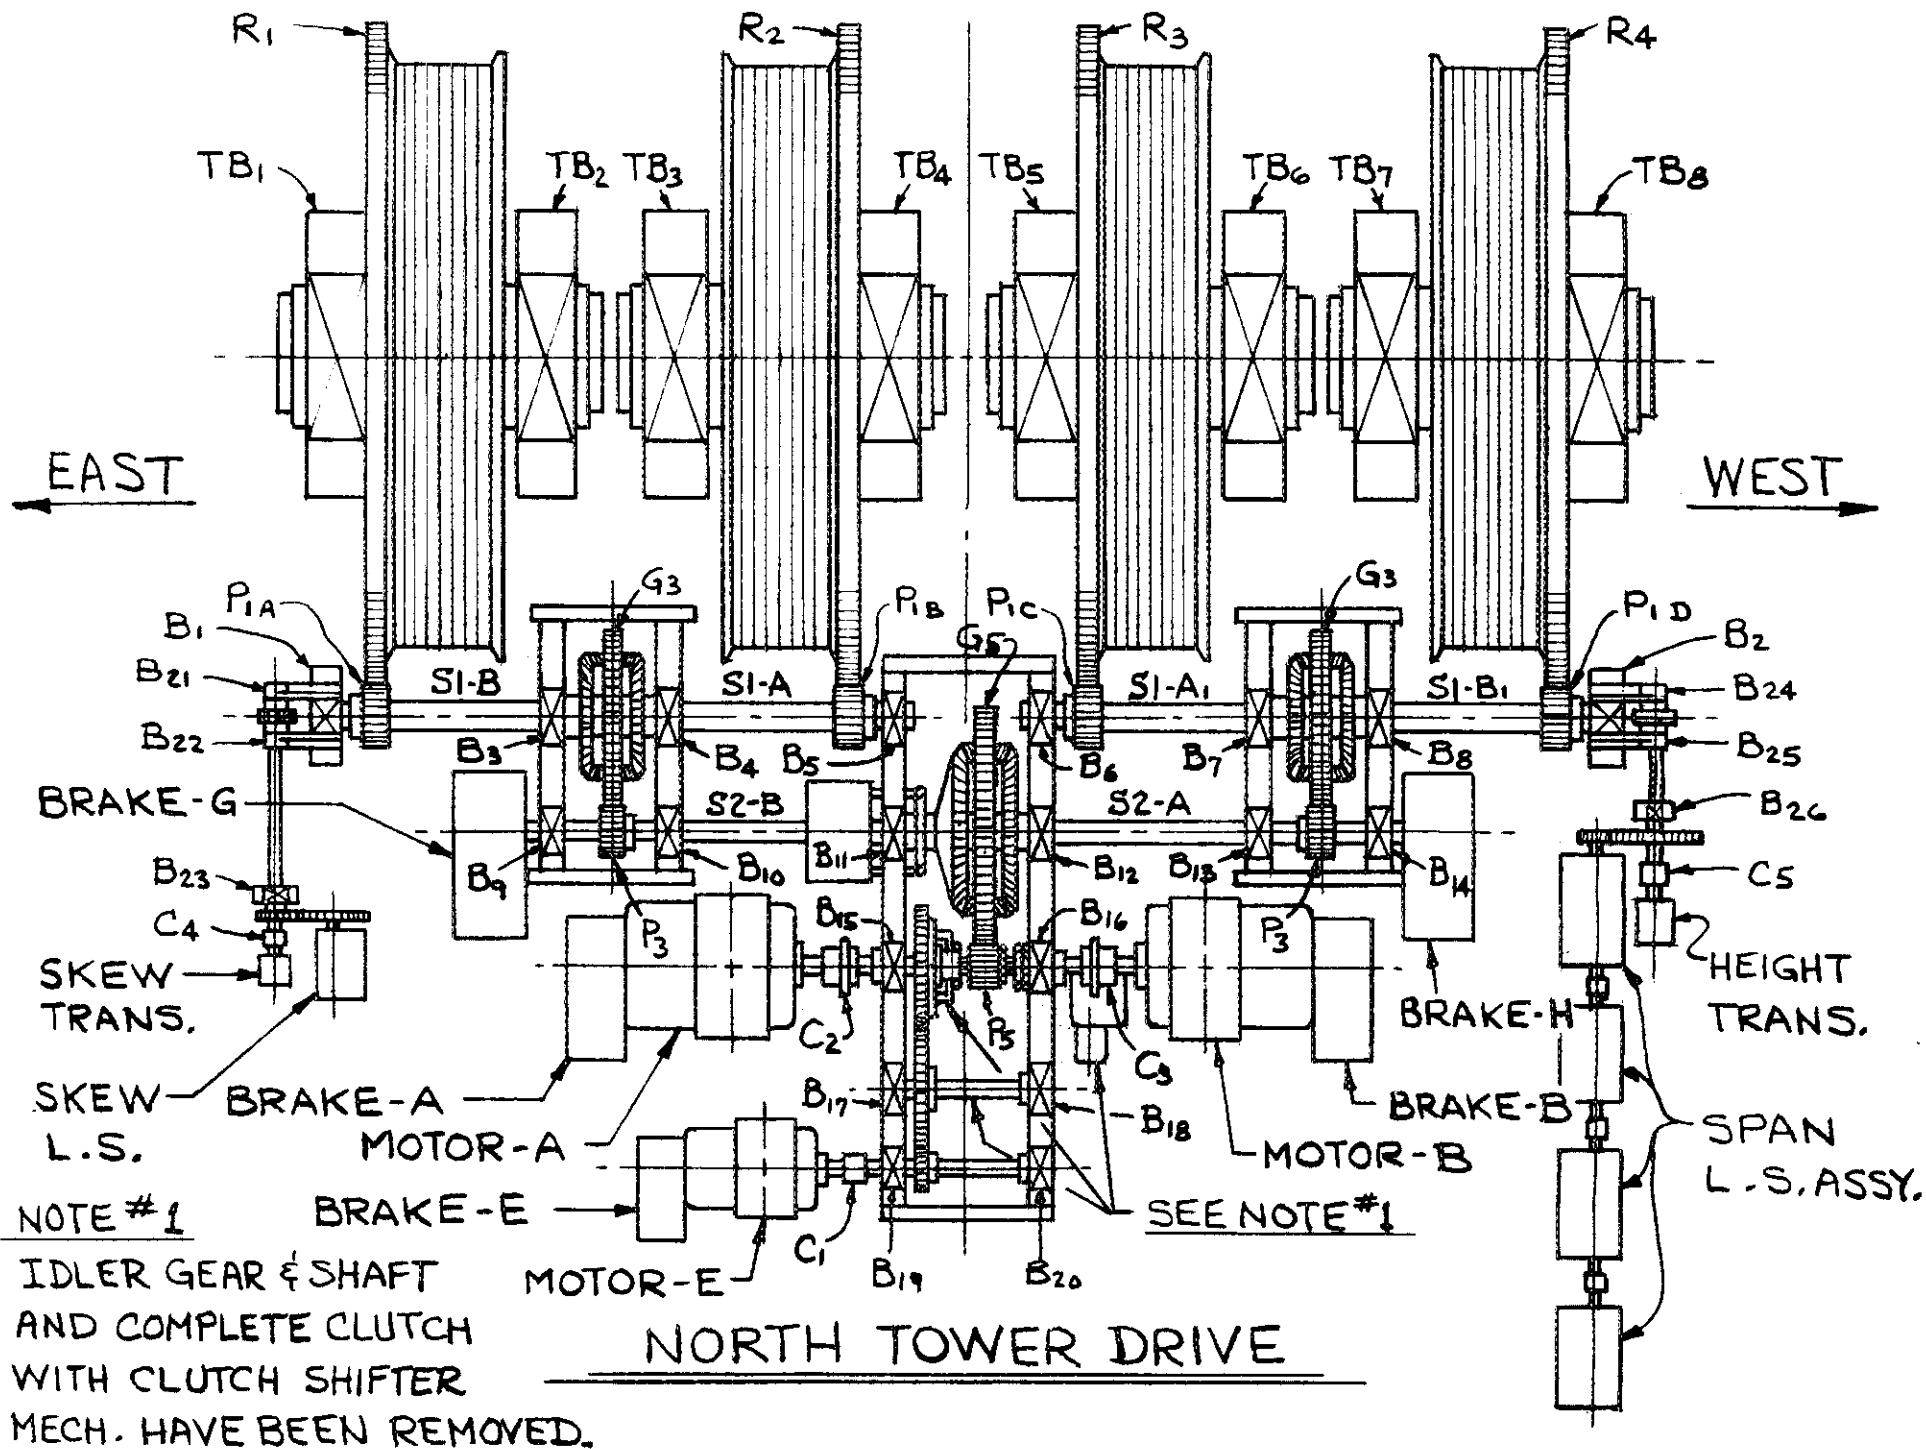 R1
R2
R3
R4
TB1
TB2
TB3
TB4
TB5
TB6
TB7
TB8
EAST
WEST
P1A
G3
P1B
P1C
G5
G3
P1D
B1
B2
B21
S1-B
S1-A
S1-A1
S1-B1
B24
B22
B3
B4
B5
B6
B7
B8
B25
BRAKE-G
S2-B
S2-A
B26
B23
B9
B10
B11
B12
B13
B14
C5
C4
P3
B15
B16
P3
SKEW
TRANS.
HEIGHT
TRANS.
C2
P5
C3
BRAKE-H
SKEW
L.S.
BRAKE-A
B17
B18
BRAKE-B
MOTOR-A
MOTOR-B
SPAN
L.S. ASSY.
BRAKE-E
C1
SEE NOTE #1
MOTOR-E
B19
B20
NOTE #1
IDLER GEAR & SHAFT
AND COMPLETE CLUTCH
WITH CLUTCH SHIFTER
MECH. HAVE BEEN REMOVED.
NORTH TOWER DRIVE